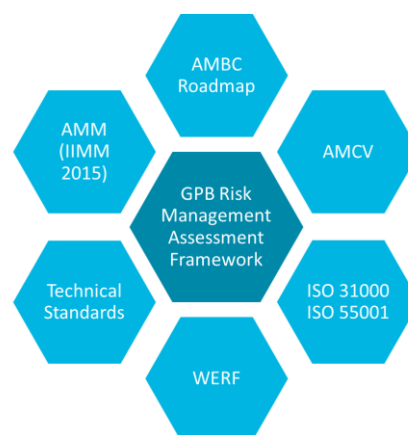 AMBC
Roadmap
AMM
(IIMM
2015)
AMCV
GPB Risk
Management
Assessment
Framework
Technical
Standards
ISO 31000
ISO 55001
WERF